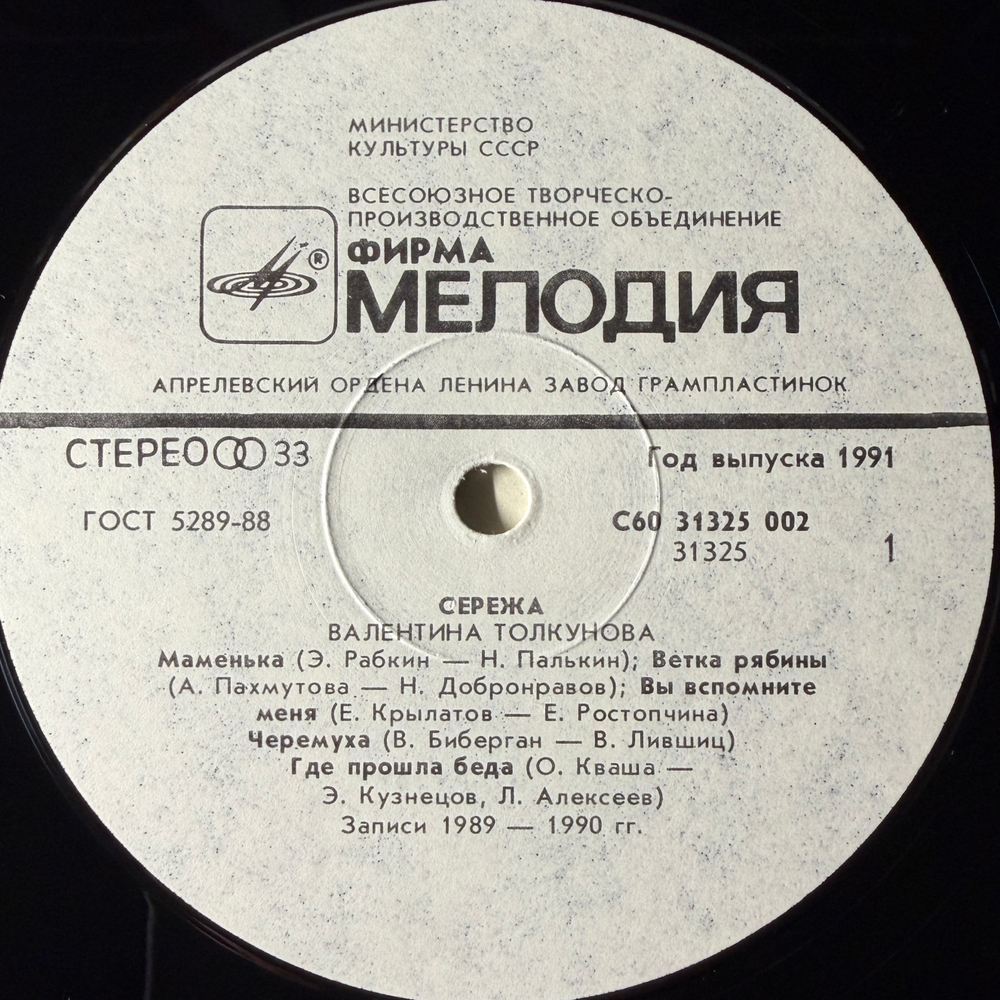 МИНИСТЕРСТВО
КУЛЬТУРЫ СССР
ВСЕСОЮЗНОЕ ТВОРЧЕСКО-
ПРОИЗВОДСТВЕННОЕ ОБЪЕДИНЕНИЕ
ФИРМА
®
МЕЛОДИЯ
АПРЕЛЕВСКИЙ ОРДЕНА ЛЕНИНА ЗАВОД ГРАМПЛАСТИНОК
СТЕРЕО 33
Год выпуска 1991
ГОСТ 5289-88
С60 31325 002
31325
1
СЕРЕЖА
ВАЛЕНТИНА ТОЛКУНОВА
Маменька (Э. Рабкин — Н. Палькин); Ветка рябины
(А. Пахмутова — Н. Добронравов); Вы вспомните
меня (Е. Крылатов — Е. Ростопчина)
Черемуха (В. Биберган — В. Лившиц)
Где прошла беда (О. Кваша —
Э. Кузнецов, Л. Алексеев)
Записи 1989 — 1990 гг.